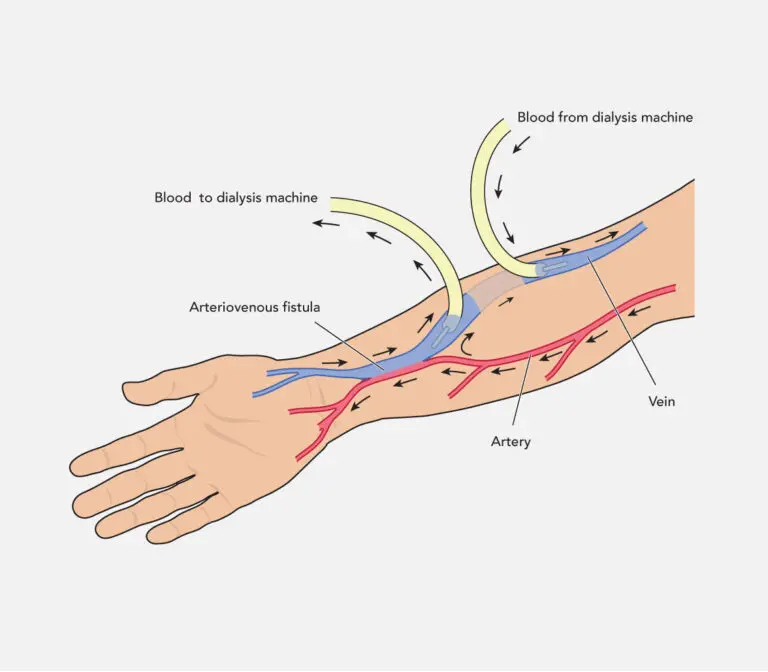 Blood from dialysis machine
Blood to dialysis machine
Arteriovenous fistula
Vein
Artery